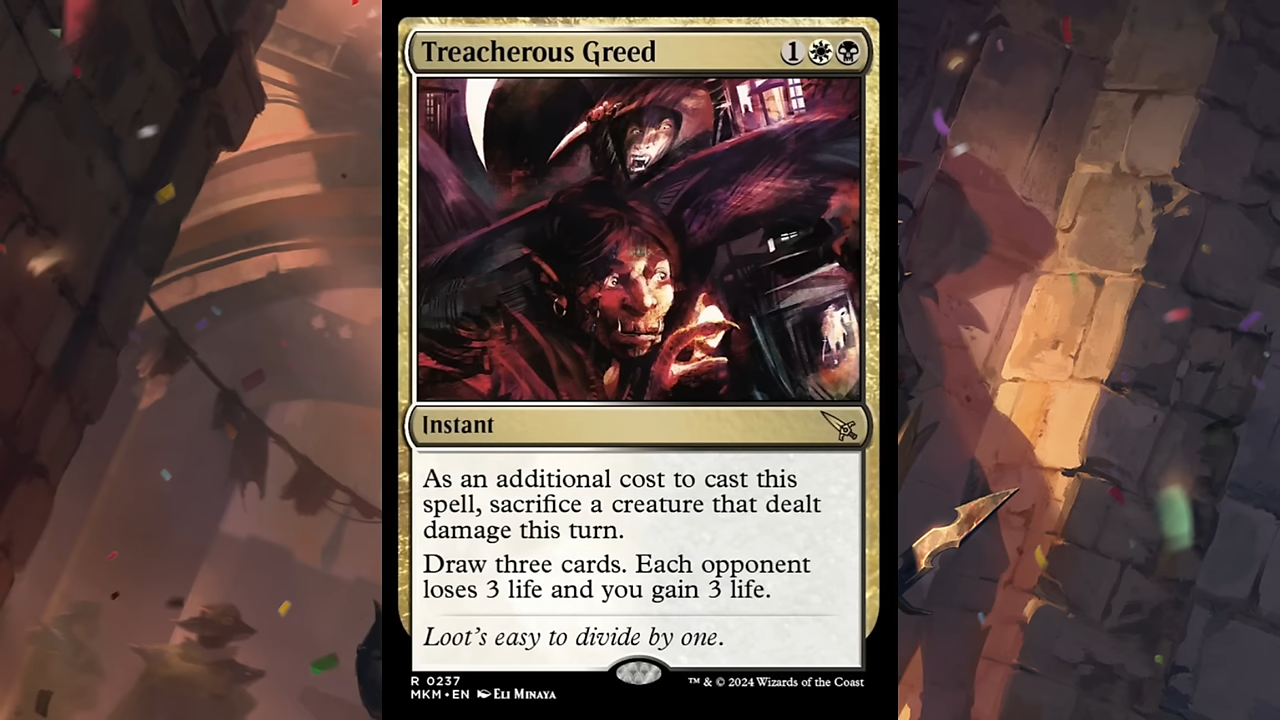 Treacherous Greed 1
Instant
As an additional cost to cast this
spell, sacrifice a creature that dealt
damage this turn.
Draw three cards. Each opponent
loses 3 life and you gain 3 life.
Loot's easy to divide by one.
R 0237
MKM • EN Eli Minaya
™ & © 2024 Wizards of the Coast